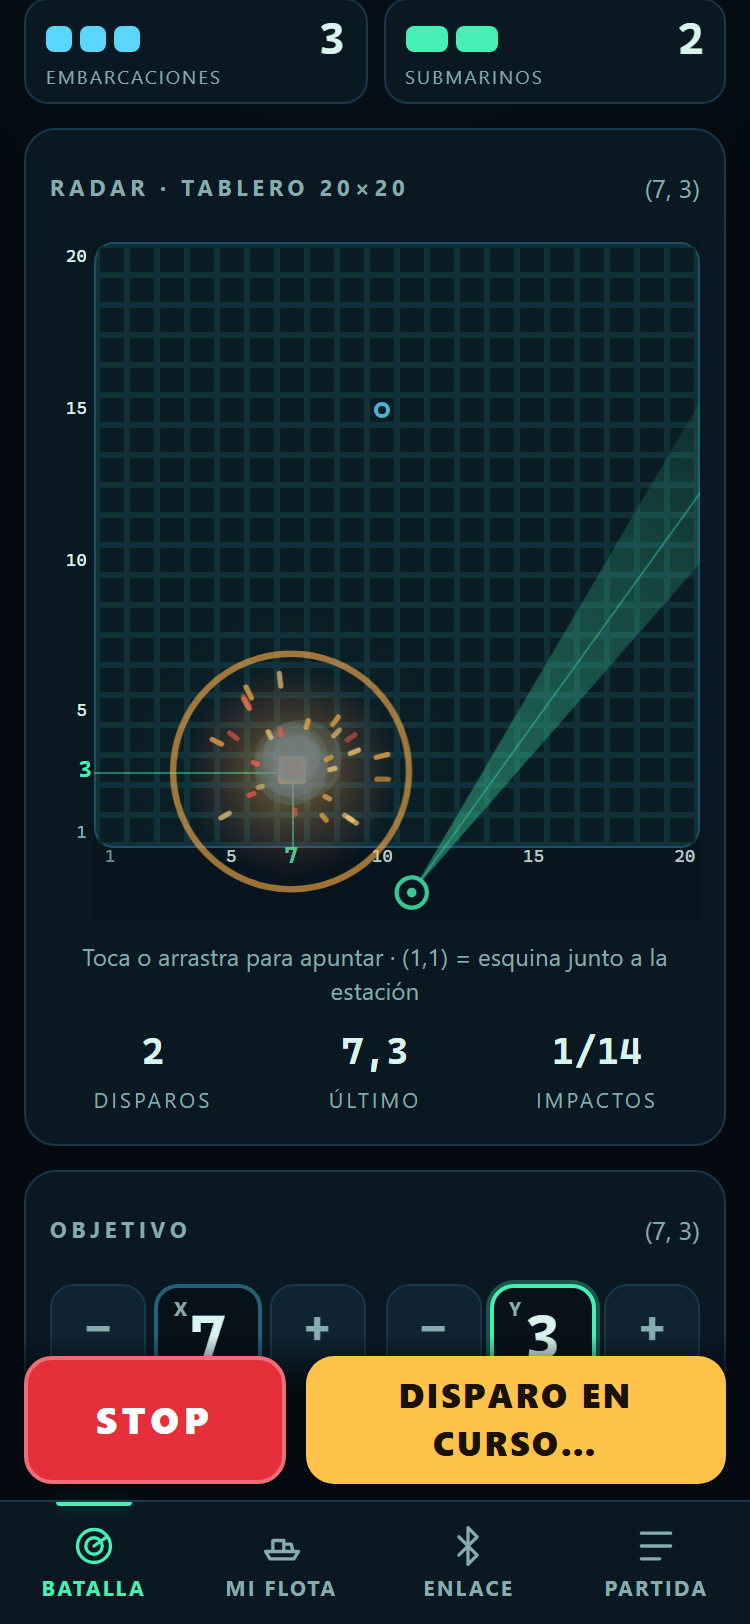 3
EMBARCACIONES
2
SUBMARINOS
RADAR · TABLERO 20×20
(7, 3)
20
15
10
5
3
1
1
5
7
10
15
20
Toca o arrastra para apuntar · (1,1) = esquina junto a la
estación
2
7,3
1/14
DISPAROS
ÚLTIMO
IMPACTOS
OBJETIVO
(7, 3)
−
X
7
+
−
Y
3
+
STOP
DISPARO EN
CURSO...
BATALLA
MI FLOTA
ENLACE
PARTIDA